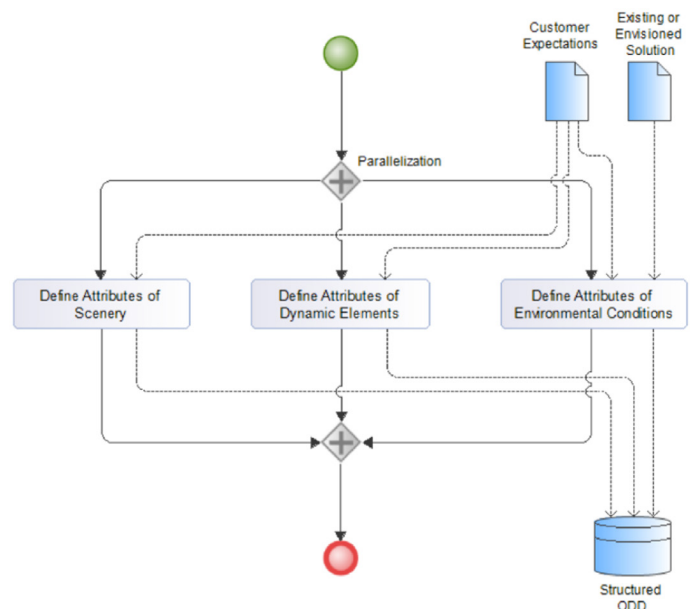 Customer
Expectations
Existing or
Envisioned
Solution
Parallelization
Define Attributes of
Scenery
Define Attributes of
Dynamic Elements
Define Attributes of
Environmental Conditions
Structured
ODD